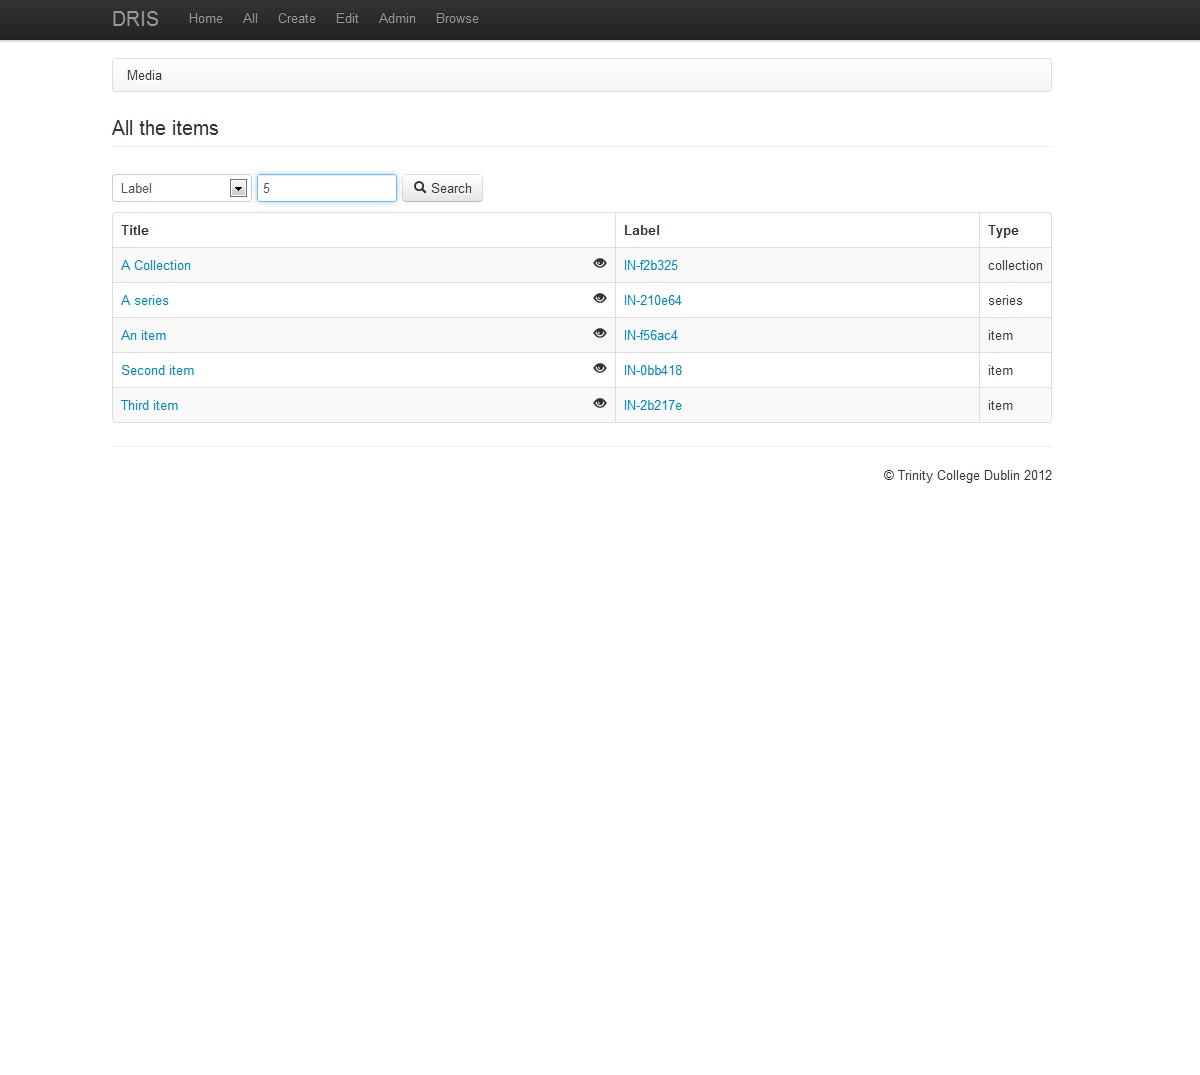 DRIS Home All Create Edit Admin Browse
Media
All the items
Label 5 Search
Title Label Type
A Collection IN-f2b325 collection
A series IN-210e64 series
An item IN-f56ac4 item
Second item IN-0bb418 item
Third item IN-2b217e item
© Trinity College Dublin 2012